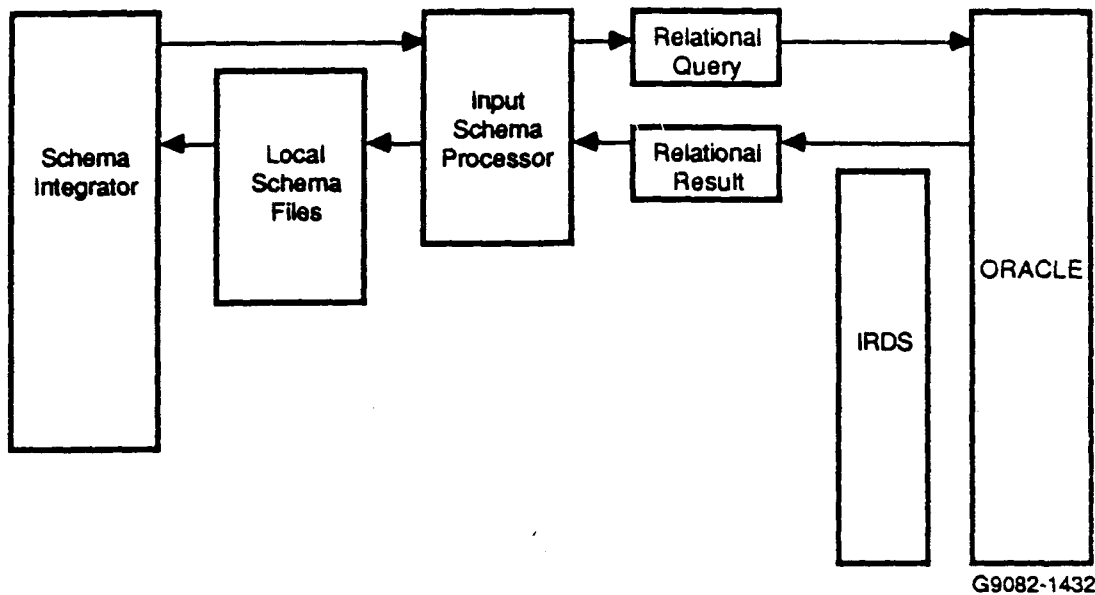 Relational
Query
Input
Schema
Processor
Schema
Integrator
Local
Schema
Files
Relational
Result
ORACLE
IRDS
G9082-1432